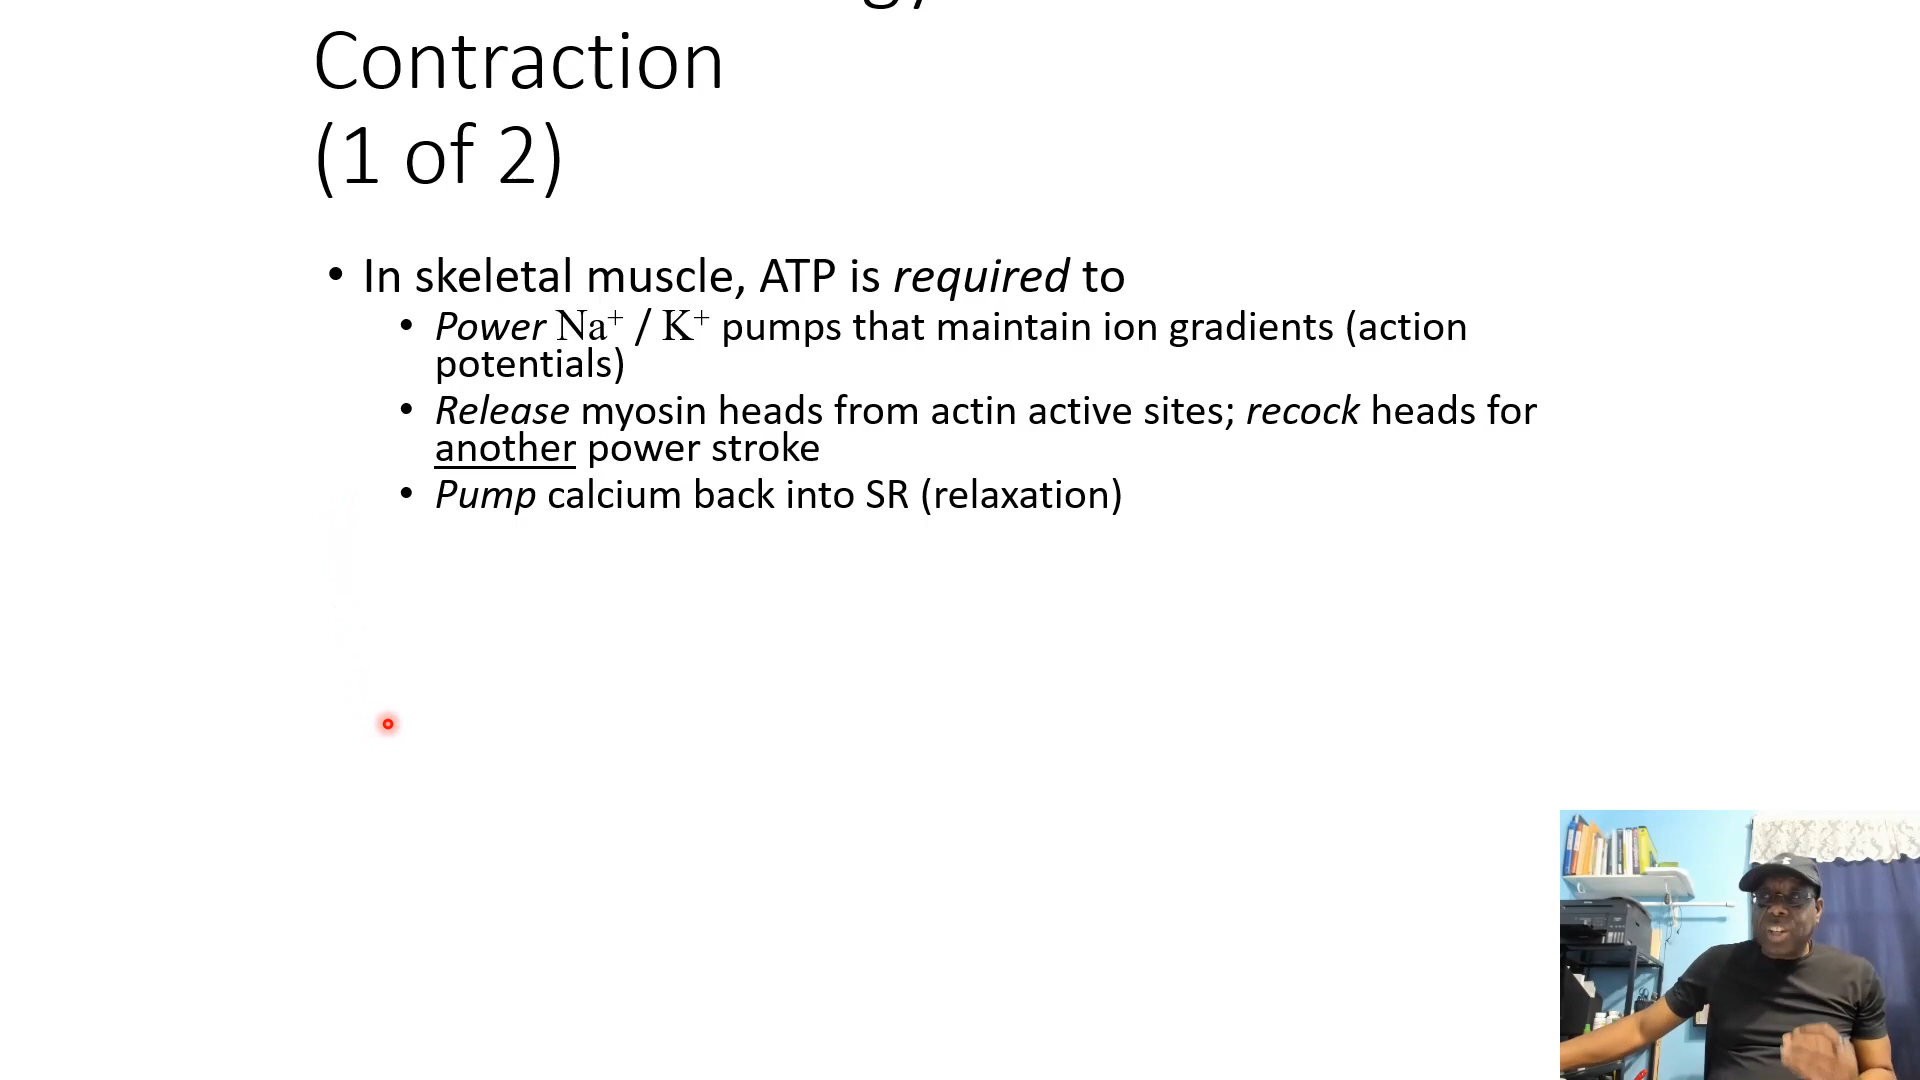 Contraction
(1 of 2)
• In skeletal muscle, ATP is required to
• Power Na⁺ / K⁺ pumps that maintain ion gradients (action
potentials)
• Release myosin heads from actin active sites; recock heads for
another power stroke
• Pump calcium back into SR (relaxation)